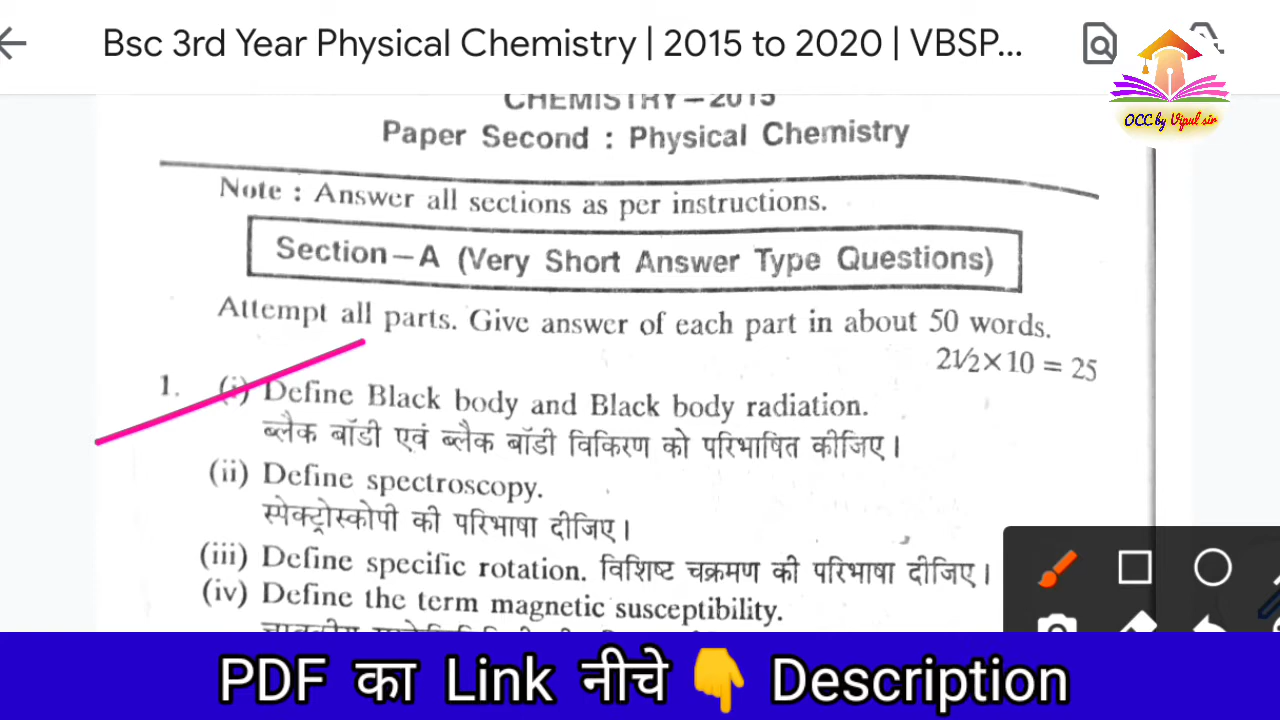 Bsc 3rd Year Physical Chemistry | 2015 to 2020 | VBSP...
OCC by Vipul sir
CHEMISTRY – 2015
Paper Second : Physical Chemistry
Note : Answer all sections as per instructions.
Section – A (Very Short Answer Type Questions)
Attempt all parts. Give answer of each part in about 50 words.
2½×10 = 25
1. (i) Define Black body and Black body radiation.
ब्लैक बॉडी एवं ब्लैक बॉडी विकिरण को परिभाषित कीजिए।
(ii) Define spectroscopy.
स्पेक्ट्रोस्कोपी की परिभाषा दीजिए।
(iii) Define specific rotation. विशिष्ट चक्रमण की परिभाषा दीजिए।
(iv) Define the term magnetic susceptibility.
PDF का Link नीचे Description